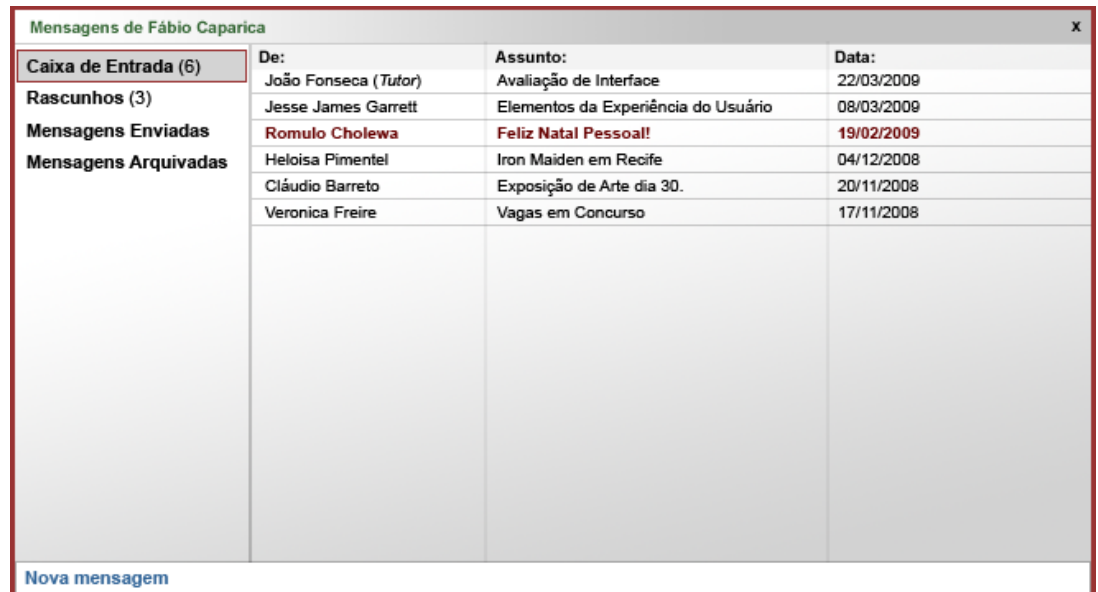 Mensagens de Fábio Caparica x
Caixa de Entrada (6)
Rascunhos (3)
Mensagens Enviadas
Mensagens Arquivadas
De: Assunto: Data:
João Fonseca (Tutor) Avaliação de Interface 22/03/2009
Jesse James Garrett Elementos da Experiência do Usuário 08/03/2009
Romulo Cholewa Feliz Natal Pessoal! 19/02/2009
Heloisa Pimentel Iron Maiden em Recife 04/12/2008
Cláudio Barreto Exposição de Arte dia 30. 20/11/2008
Veronica Freire Vagas em Concurso 17/11/2008
Nova mensagem